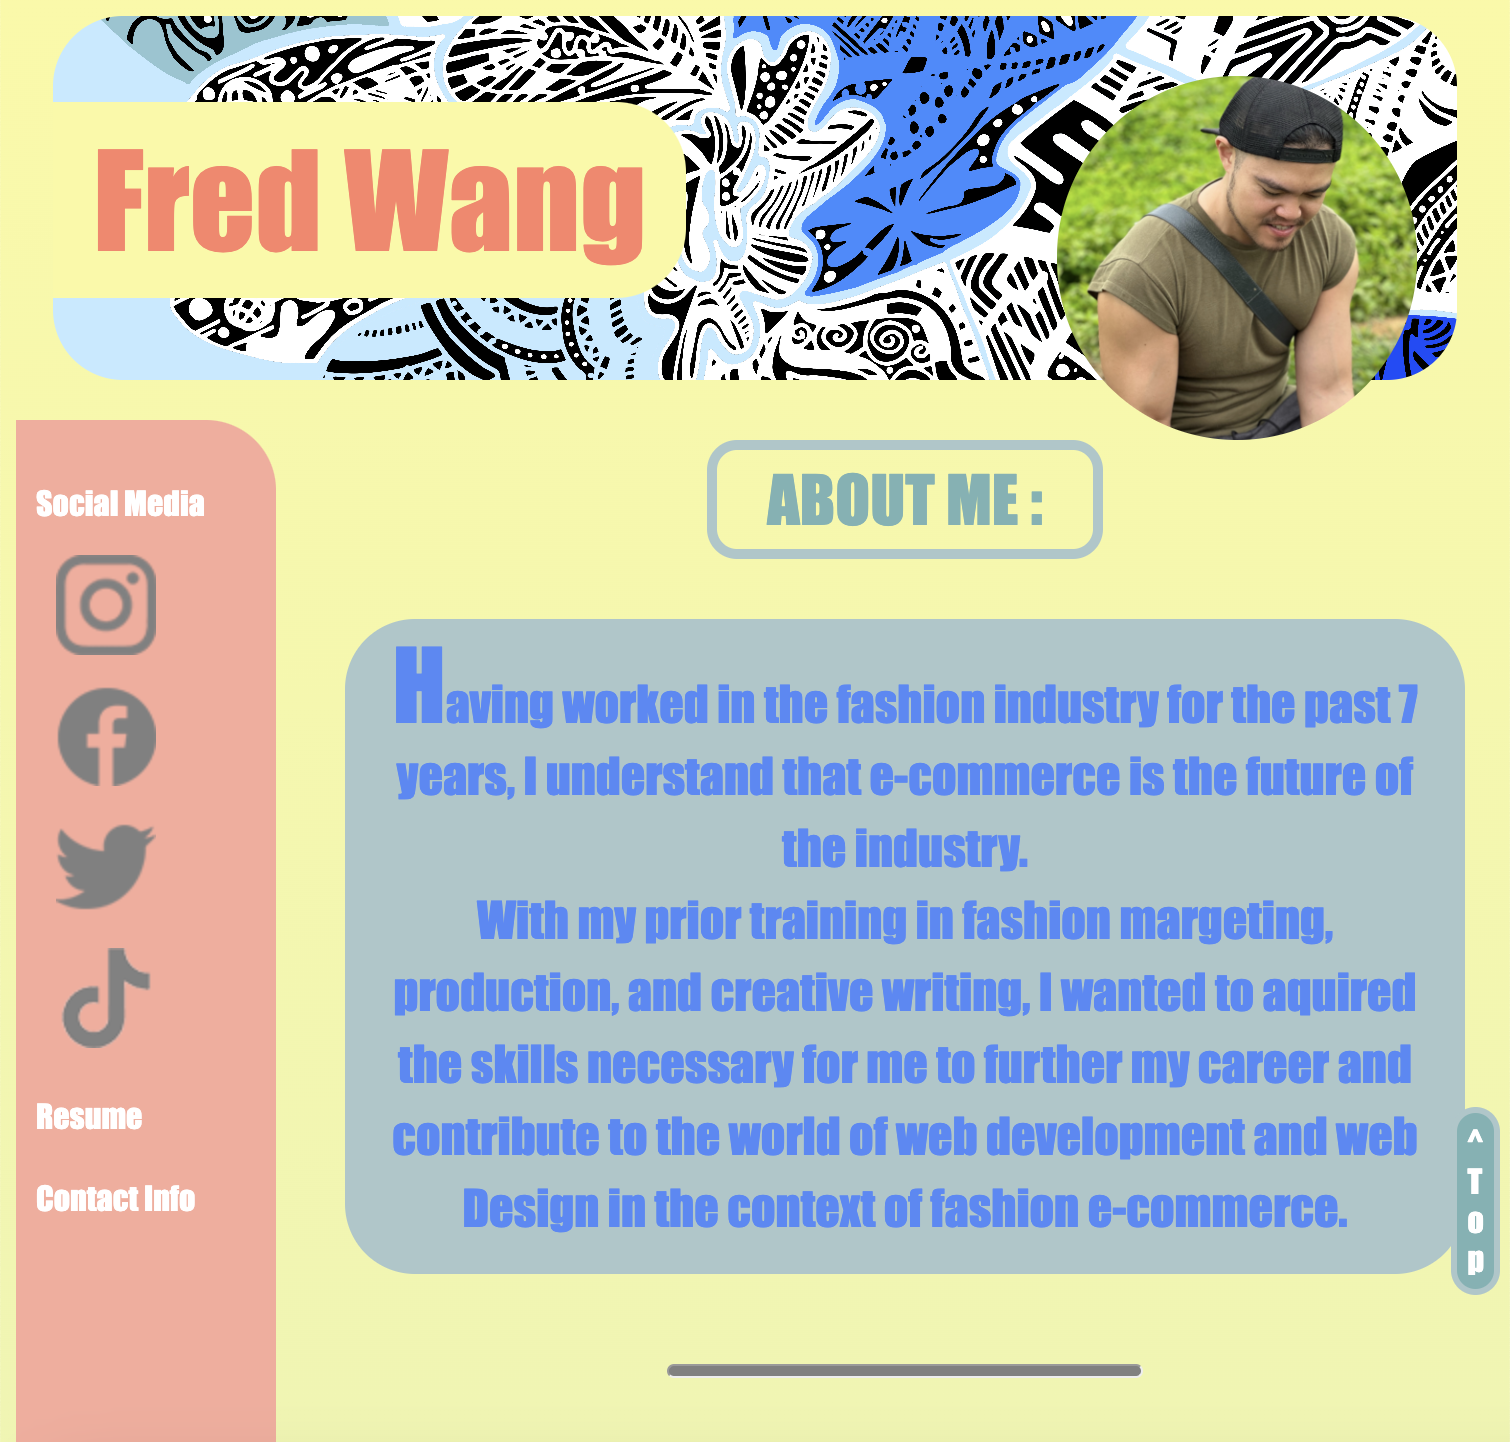 Fred Wang
Social Media
Resume
Contact Info
ABOUT ME :
Having worked in the fashion industry for the past 7
years, I understand that e-commerce is the future of
the industry.
With my prior training in fashion margeting,
production, and creative writing, I wanted to aquired
the skills necessary for me to further my career and
contribute to the world of web development and web
Design in the context of fashion e-commerce.
^
T
o
p